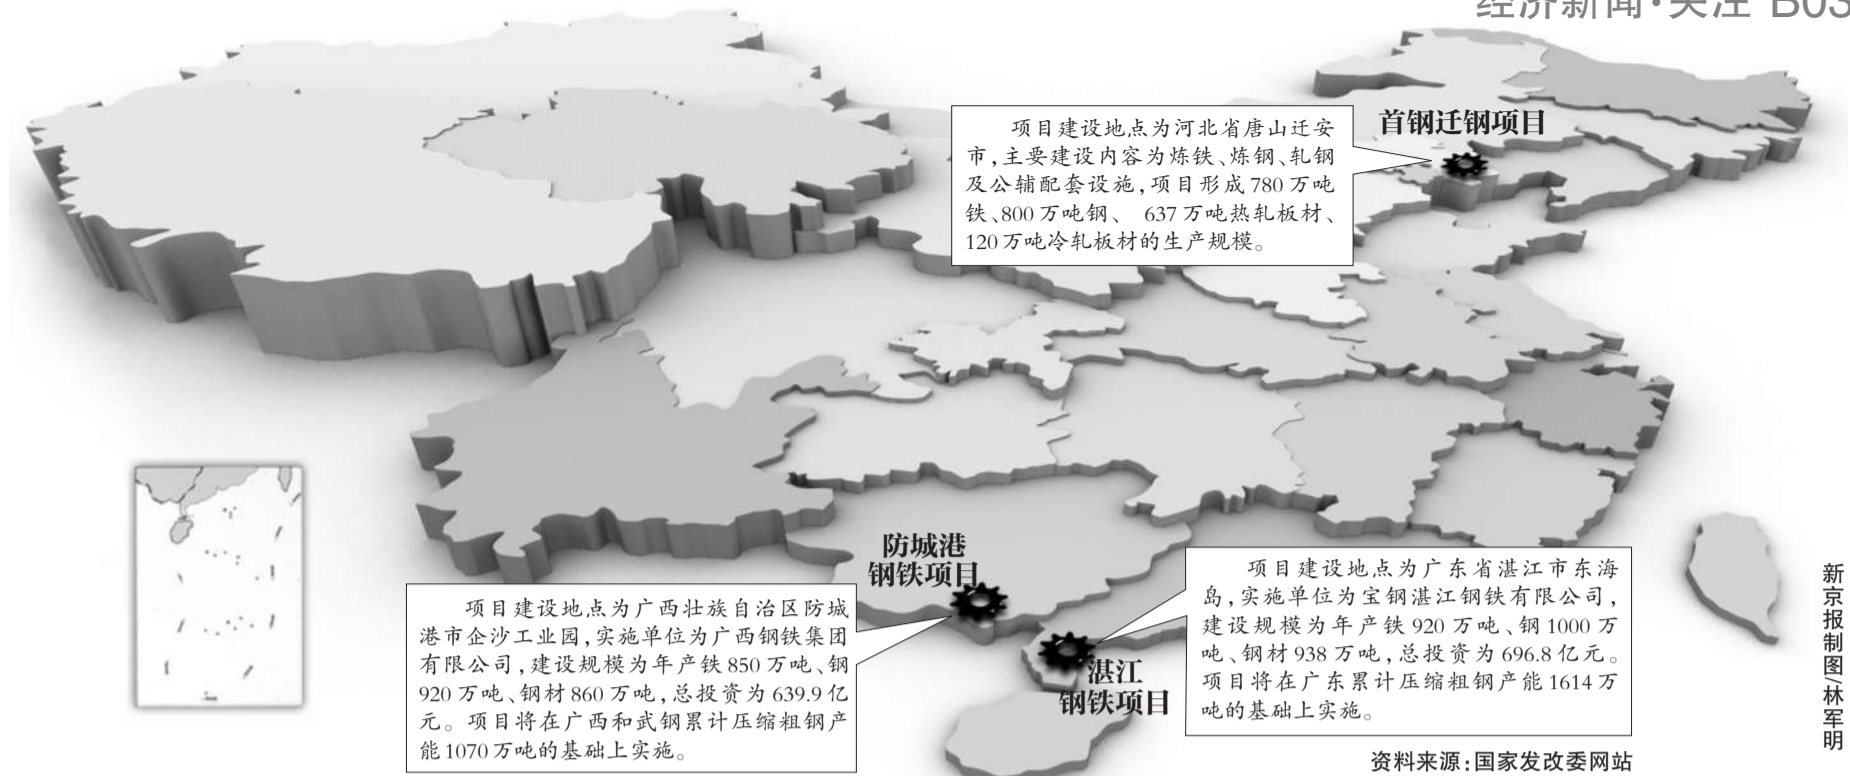 经济新闻·关注 B03
首钢迁钢项目
项目建设地点为河北省唐山迁安
市,主要建设内容为炼铁、炼钢、轧钢
及公辅配套设施,项目形成780万吨
铁、800万吨钢、 637万吨热轧板材、
120万吨冷轧板材的生产规模。
防城港
钢铁项目
项目建设地点为广西壮族自治区防城
港市企沙工业园,实施单位为广西钢铁集团
有限公司,建设规模为年产铁850万吨、钢
920万吨、钢材860万吨,总投资为639.9亿
元。项目将在广西和武钢累计压缩粗钢产
能1070万吨的基础上实施。
湛江
钢铁项目
项目建设地点为广东省湛江市东海
岛,实施单位为宝钢湛江钢铁有限公司,
建设规模为年产铁920万吨、钢1000万
吨、钢材938万吨,总投资为696.8亿元。
项目将在广东累计压缩粗钢产能1614万
吨的基础上实施。
资料来源:国家发改委网站
新京报制图/林军明